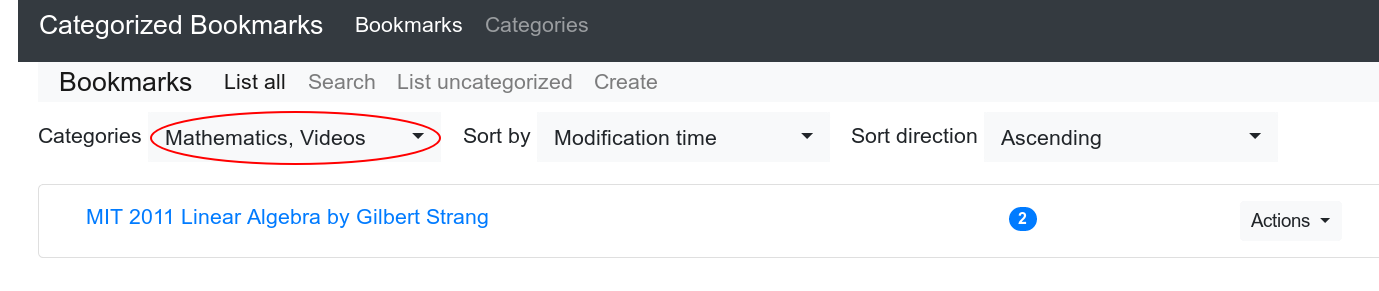 Categorized Bookmarks Bookmarks Categories
Bookmarks List all Search List uncategorized Create
Categories Mathematics, Videos Sort by Modification time Sort direction Ascending
MIT 2011 Linear Algebra by Gilbert Strang 2 Actions